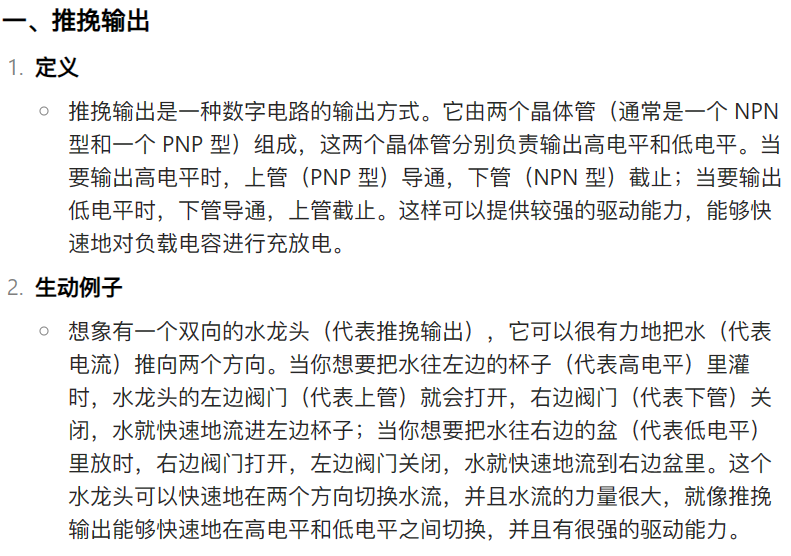 一、推挽输出
1. 定义
○ 推挽输出是一种数字电路的输出方式。它由两个晶体管（通常是一个 NPN
型和一个 PNP 型）组成，这两个晶体管分别负责输出高电平和低电平。当
要输出高电平时，上管（PNP 型）导通，下管（NPN 型）截止；当要输出
低电平时，下管导通，上管截止。这样可以提供较强的驱动能力，能够快
速地对负载电容进行充放电。
2. 生动例子
○ 想象有一个双向的水龙头（代表推挽输出），它可以很有力地把水（代表
电流）推向两个方向。当你想要把水往左边的杯子（代表高电平）里灌
时，水龙头的左边阀门（代表上管）就会打开，右边阀门（代表下管）关
闭，水就快速地流进左边杯子；当你想要把水往右边的盆（代表低电平）
里放时，右边阀门打开，左边阀门关闭，水就快速地流到右边盆里。这个
水龙头可以快速地在两个方向切换水流，并且水流的力量很大，就像推挽
输出能够快速地在高电平和低电平之间切换，并且有很强的驱动能力。